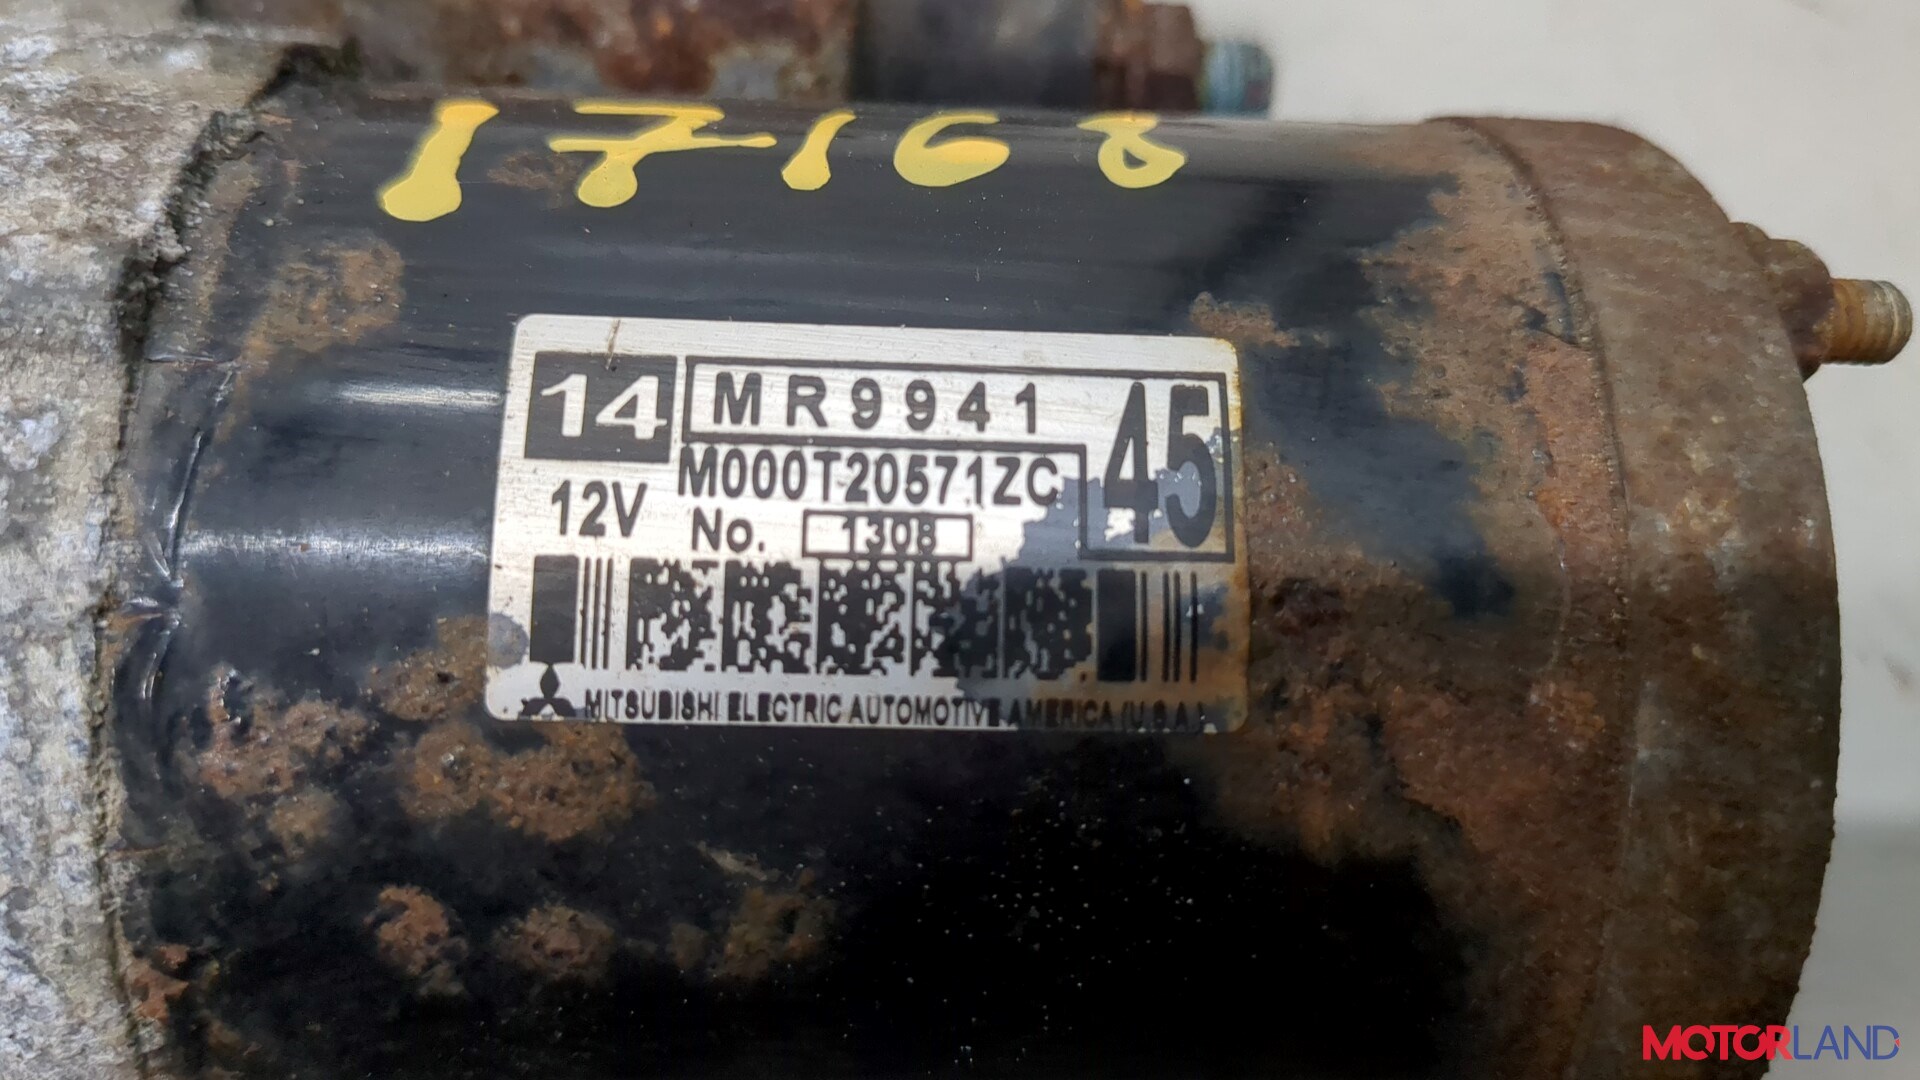 17168
14 MR9941 45
M000T20571ZC
12V No. 1308
MITSUBISHI ELECTRIC AUTOMOTIVE AMERICA (U.S.A.)
MOTORLAND